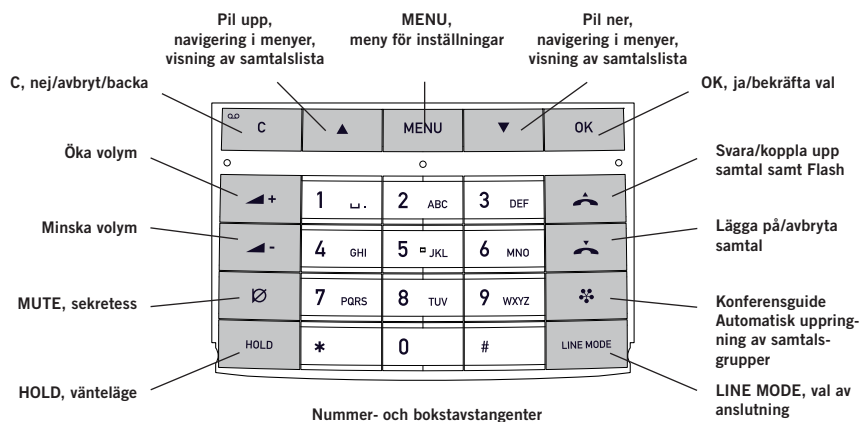 Pil upp,
navigering i menyer,
visning av samtalslista
MENU,
meny för inställningar
Pil ner,
navigering i menyer,
visning av samtalslista
C, nej/avbryt/backa
OK, ja/bekräfta val
C
MENU
OK
Öka volym
Svara/koppla upp
samtal samt Flash
+
1 ␣.
2 ABC
3 DEF
Minska volym
Lägga på/avbryta
samtal
-
4 GHI
5 JKL
6 MNO
MUTE, sekretess
7 PQRS
8 TUV
9 WXYZ
Konferensguide
Automatisk uppring-
ning av samtals-
grupper
HOLD
*
0
#
LINE MODE
HOLD, vänteläge
LINE MODE, val av
anslutning
Nummer- och bokstavstangenter